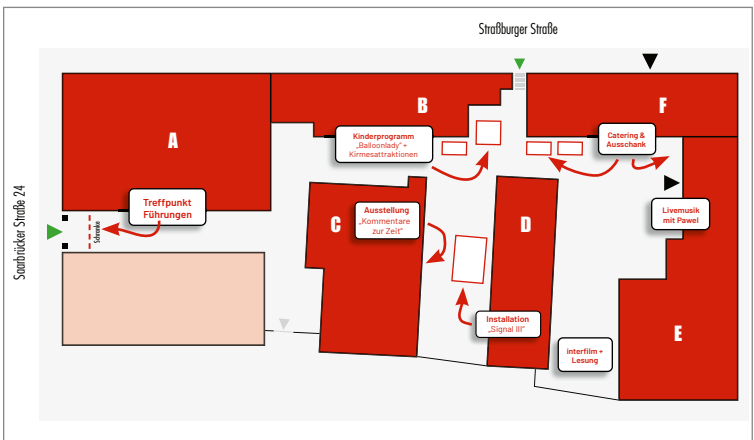 Straßburger Straße
A
B
F
Kinderprogramm
„Balloonlady“ +
Kirmesattraktionen
Catering &
Ausschank
Saarbrücker Straße 24
Treffpunkt
Führungen
Schranke
C
Ausstellung
„Kommentare
zur Zeit“
D
Livemusik
mit Pawel
Installation
„Signal III“
interfilm +
Lesung
E